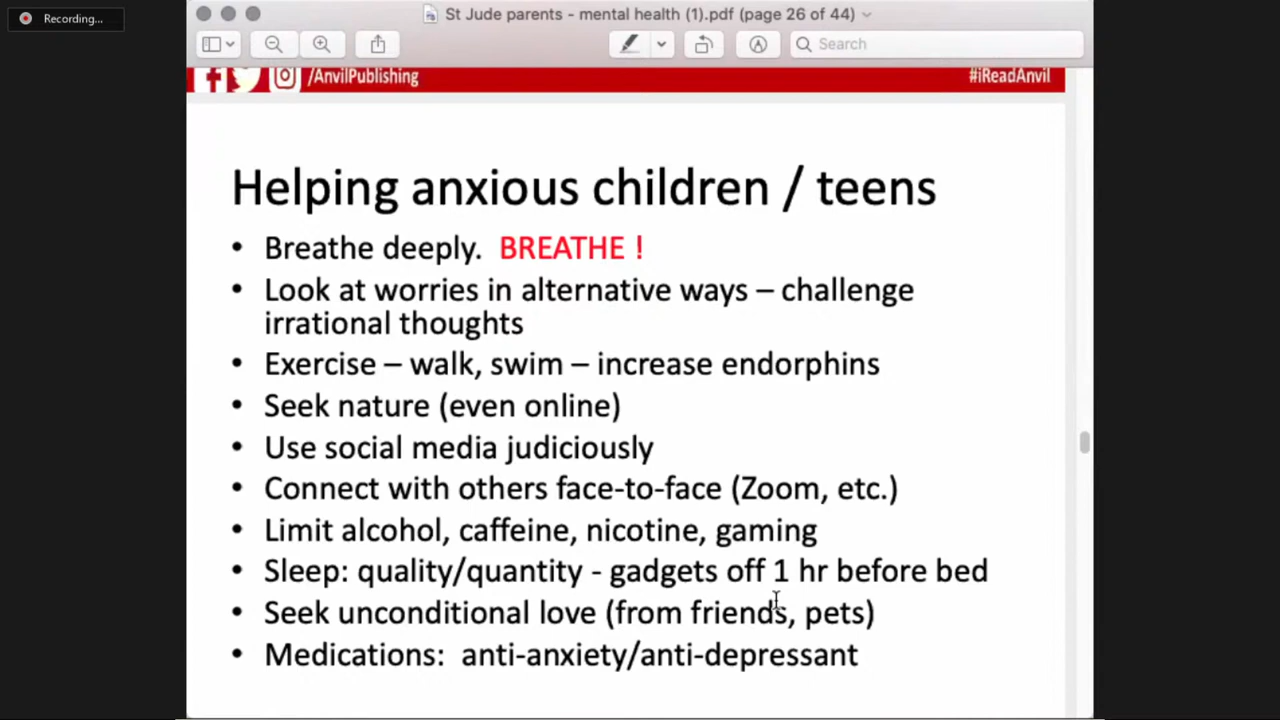 Recording...
St Jude parents - mental health (1).pdf (page 26 of 44)
Search
/AnvilPublishing
#iReadAnvil
Helping anxious children / teens
• Breathe deeply. BREATHE !
• Look at worries in alternative ways – challenge
irrational thoughts
• Exercise – walk, swim – increase endorphins
• Seek nature (even online)
• Use social media judiciously
• Connect with others face-to-face (Zoom, etc.)
• Limit alcohol, caffeine, nicotine, gaming
• Sleep: quality/quantity - gadgets off 1 hr before bed
• Seek unconditional love (from friends, pets)
• Medications: anti-anxiety/anti-depressant